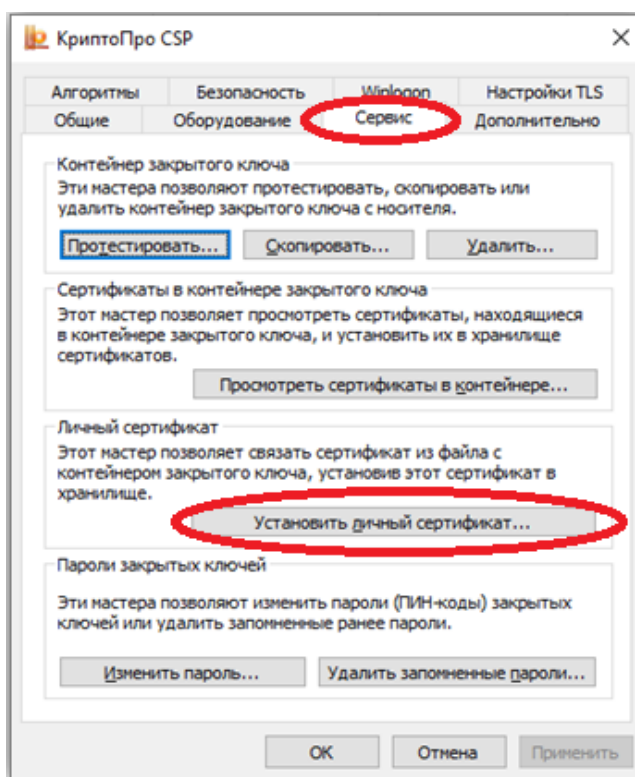 КриптоПро CSP
Алгоритмы Безопасность Winlogon Настройки TLS
Общие Оборудование Сервис Дополнительно
Контейнер закрытого ключа
Эти мастера позволяют протестировать, скопировать или
удалить контейнер закрытого ключа с носителя.
Протестировать... Скопировать... Удалить...
Сертификаты в контейнере закрытого ключа
Этот мастер позволяет просмотреть сертификаты, находящиеся
в контейнере закрытого ключа, и установить их в хранилище
сертификатов.
Просмотреть сертификаты в контейнере...
Личный сертификат
Этот мастер позволяет связать сертификат из файла с
контейнером закрытого ключа, установив этот сертификат в
хранилище.
Установить личный сертификат...
Пароли закрытых ключей
Эти мастера позволяют изменить пароли (ПИН-коды) закрытых
ключей или удалить запомненные ранее пароли.
Изменить пароль... Удалить запомненные пароли...
ОК Отмена Применить